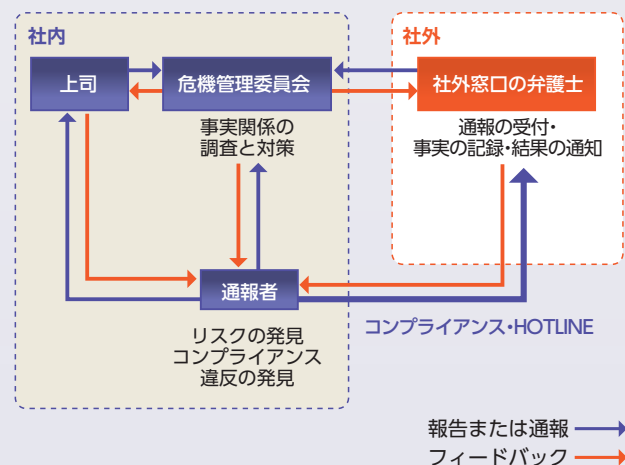 社内
社外
上司
危機管理委員会
社外窓口の弁護士
事実関係の
調査と対策
通報の受付・
事実の記録・結果の通知
通報者
リスクの発見
コンプライアンス
違反の発見
コンプライアンス・HOTLINE
報告または通報
フィードバック